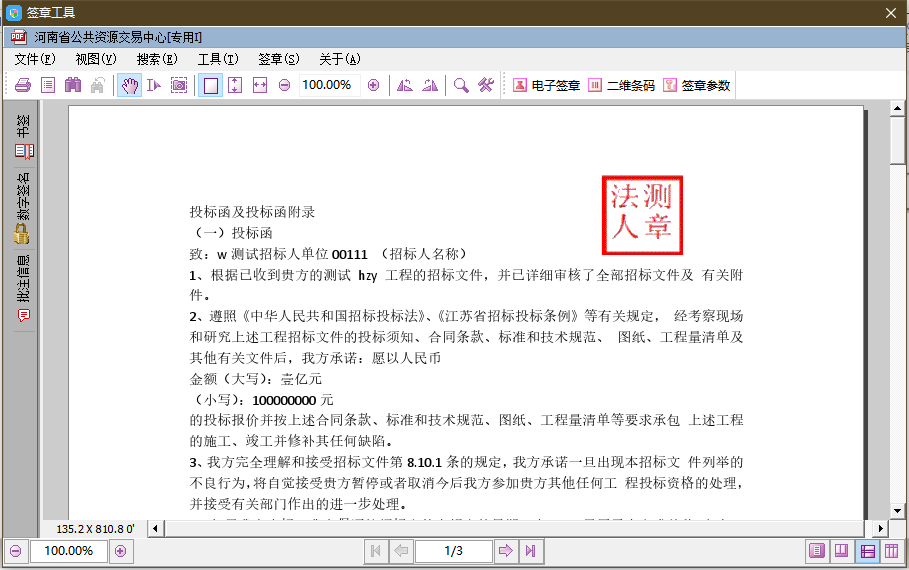 签章工具
河南省公共资源交易中心[专用I]
文件(F) 视图(V) 搜索(E) 工具(T) 签章(S) 关于(A)
100.00% 电子签章 二维条码 签章参数
书签
数字签名
批注信息
测章
法人
投标函及投标函附录
（一）投标函
致：w 测试招标人单位 00111 （招标人名称）
1、根据已收到贵方的测试 hzy 工程的招标文件，并已详细审核了全部招标文件及 有关附
件。
2、遵照《中华人民共和国招标投标法》、《江苏省招标投标条例》等有关规定， 经考察现场
和研究上述工程招标文件的投标须知、合同条款、标准和技术规范、 图纸、工程量清单及
其他有关文件后，我方承诺：愿以人民币
金额（大写）：壹亿元
（小写）：100000000 元
的投标报价并按上述合同条款、标准和技术规范、图纸、工程量清单等要求承包 上述工程
的施工、竣工并修补其任何缺陷。
3、我方完全理解和接受招标文件第 8.10.1 条的规定，我方承诺一旦出现本招标文 件列举的
不良行为，将自觉接受贵方暂停或者取消今后我方参加贵方其他任何工 程投标资格的处理，
并接受有关部门作出的进一步处理。
135.2 X 810.8 0'
100.00% 1/3